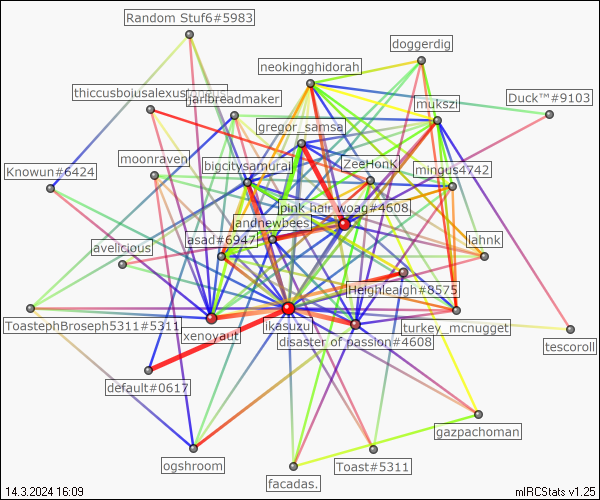 Random Stuf6#5983
doggerdig
neokingghidorah
thiccusboiusalexus
jarlbreadmaker
mukszi
Duck™#9103
gregor_samsa
moonraven
bigcitysamurai
ZeeHonK
mingus4742
Knowun#6424
pink hair woag#4608
andnewbees
asad#6947
avelicious
lahnk
Heighleaigh#8575
ToastephBroseph5311#5311
xenoyaut
ikasuzu
turkey_mcnugget
disaster of passion#4608
tescoroll
default#0617
gazpachoman
ogshroom
facadas.
Toast#5311
14.3.2024 16:09
mIRCStats v1.25